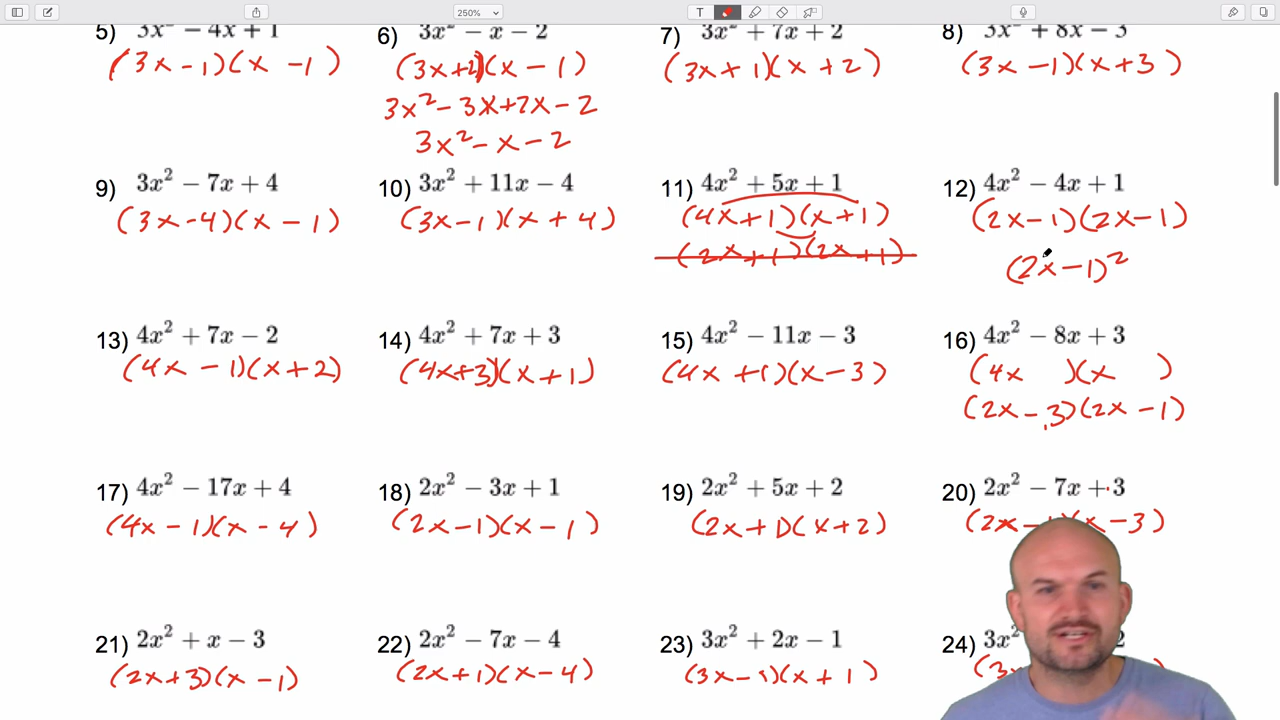 250%
T
5) 3x² − 4x + 1
(3x − 1)(x − 1)
6) 3x² − x − 2
(3x+2)(x − 1)
3x² − 3x + 2x − 2
3x² − x − 2
7) 3x² + 7x + 2
(3x + 1)(x + 2)
8) 3x² + 8x − 3
(3x − 1)(x + 3)
9) 3x² − 7x + 4
(3x − 4)(x − 1)
10) 3x² + 11x − 4
(3x − 1)(x + 4)
11) 4x² + 5x + 1
(4x + 1)(x + 1)
(2x + 1)(2x + 1)
12) 4x² − 4x + 1
(2x − 1)(2x − 1)
(2x − 1)²
13) 4x² + 7x − 2
(4x − 1)(x + 2)
14) 4x² + 7x + 3
(4x + 3)(x + 1)
15) 4x² − 11x − 3
(4x + 1)(x − 3)
16) 4x² − 8x + 3
(4x )(x )
(2x − 3)(2x − 1)
17) 4x² − 17x + 4
(4x − 1)(x − 4)
18) 2x² − 3x + 1
(2x − 1)(x − 1)
19) 2x² + 5x + 2
(2x + 1)(x + 2)
20) 2x² − 7x + 3
(2x − 1)(x − 3)
21) 2x² + x − 3
(2x + 3)(x − 1)
22) 2x² − 7x − 4
(2x + 1)(x − 4)
23) 3x² + 2x − 1
(3x − 1)(x + 1)
24) 3x² 2
(3x )